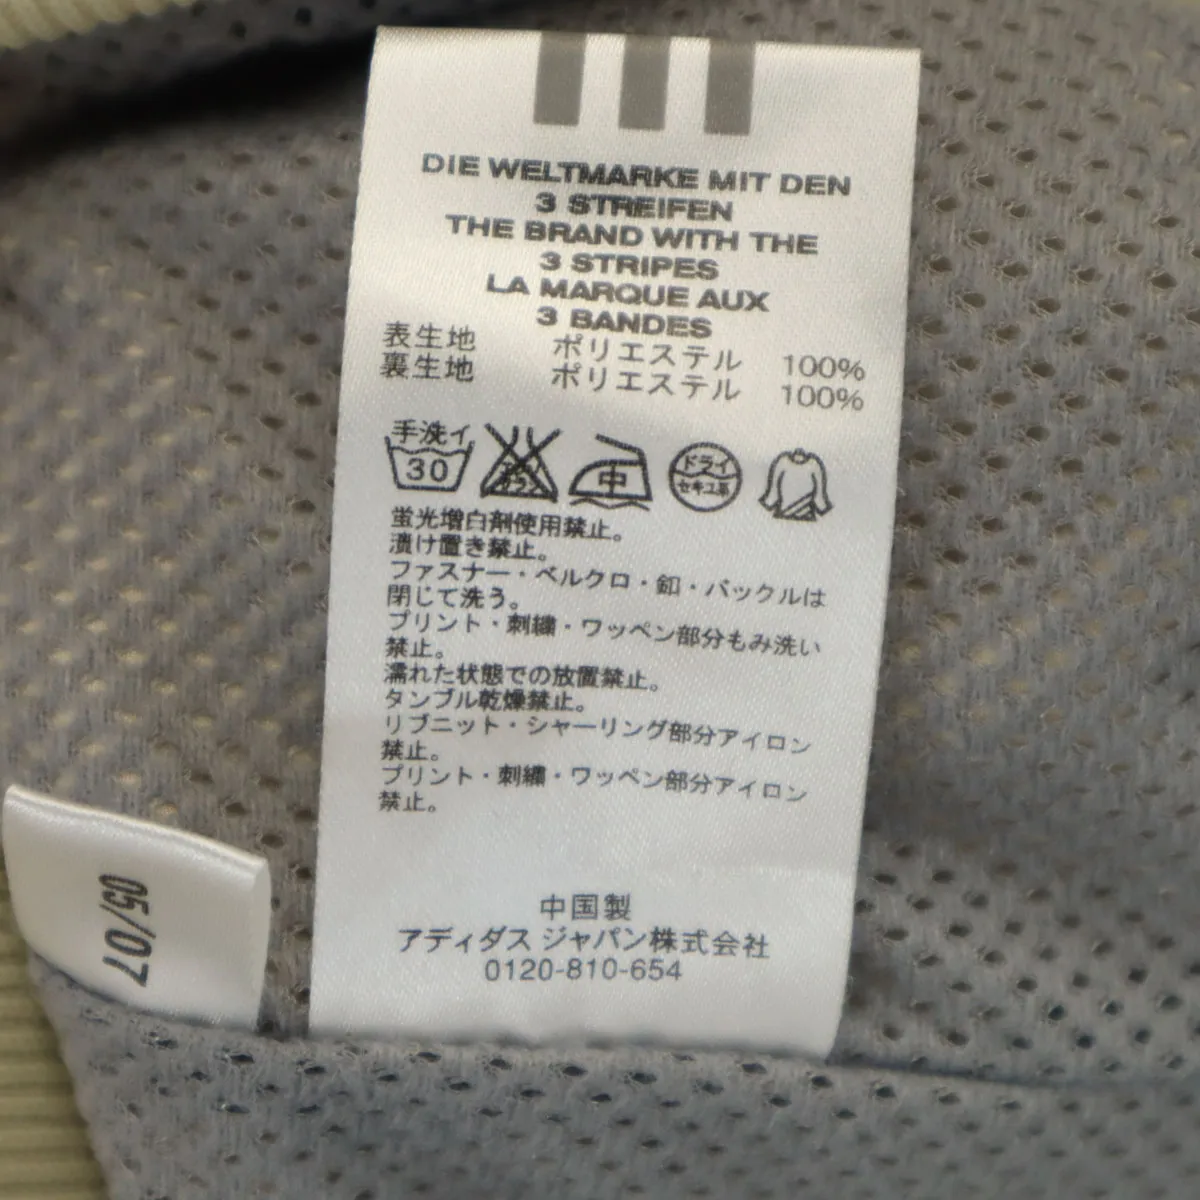 DIE WELTMARKE MIT DEN
3 STREIFEN
THE BRAND WITH THE
3 STRIPES
LA MARQUE AUX
3 BANDES
表生地 ポリエステル 100%
裏生地 ポリエステル 100%
手洗イ
30
中
ドライ
セキユ系
蛍光増白剤使用禁止。
漬け置き禁止。
ファスナー・ベルクロ・釦・バックルは
閉じて洗う。
プリント・刺繍・ワッペン部分もみ洗い
禁止。
濡れた状態での放置禁止。
タンブル乾燥禁止。
リブニット・シャーリング部分アイロン
禁止。
プリント・刺繍・ワッペン部分アイロン
禁止。
中国製
アディダス ジャパン株式会社
0120-810-654
05/07